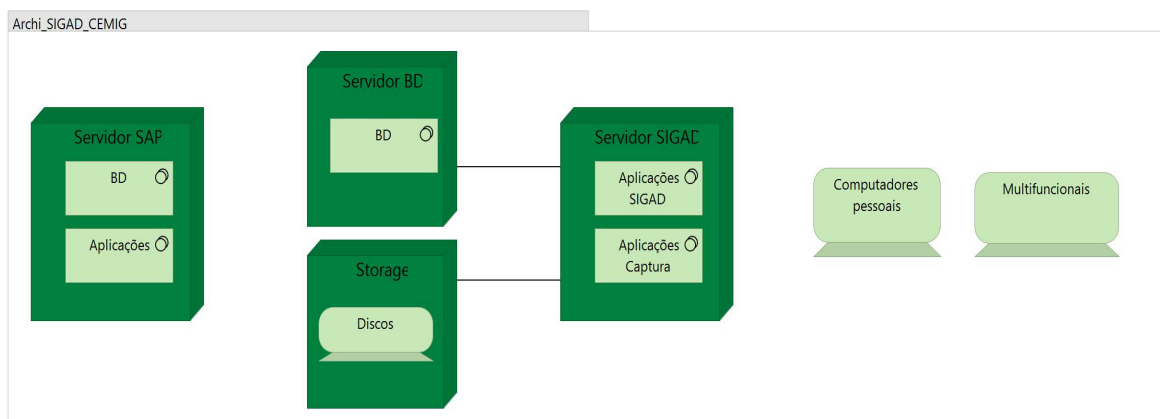 Archi_SIGAD_CEMIG
Servidor SAP
BD
Aplicações
Servidor BD
BD
Storage
Discos
Servidor SIGAD
Aplicações
SIGAD
Aplicações
Captura
Computadores
pessoais
Multifuncionais